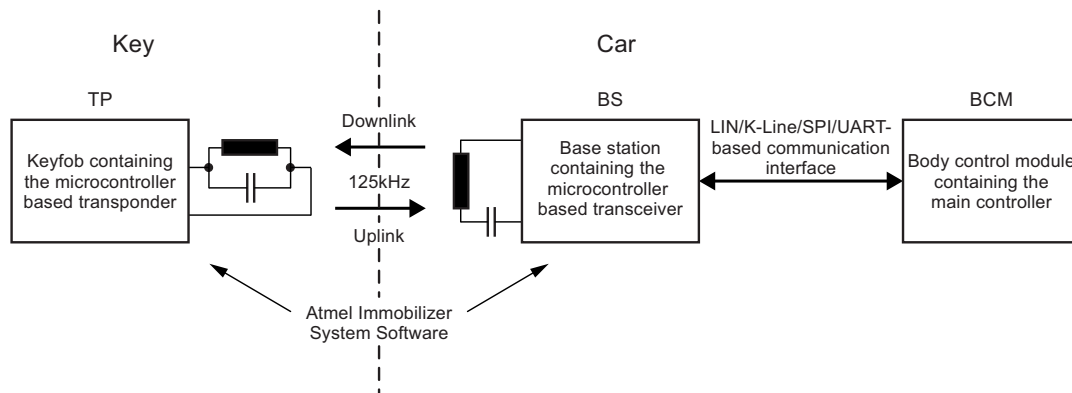 Key
Car
TP
BS
BCM
Keyfob containing
the microcontroller
based transponder
Downlink
125kHz
Uplink
Base station
containing the
microcontroller
based transceiver
LIN/K-Line/SPI/UART-
based communication
interface
Body control module
containing the
main controller
Atmel Immobilizer
System Software